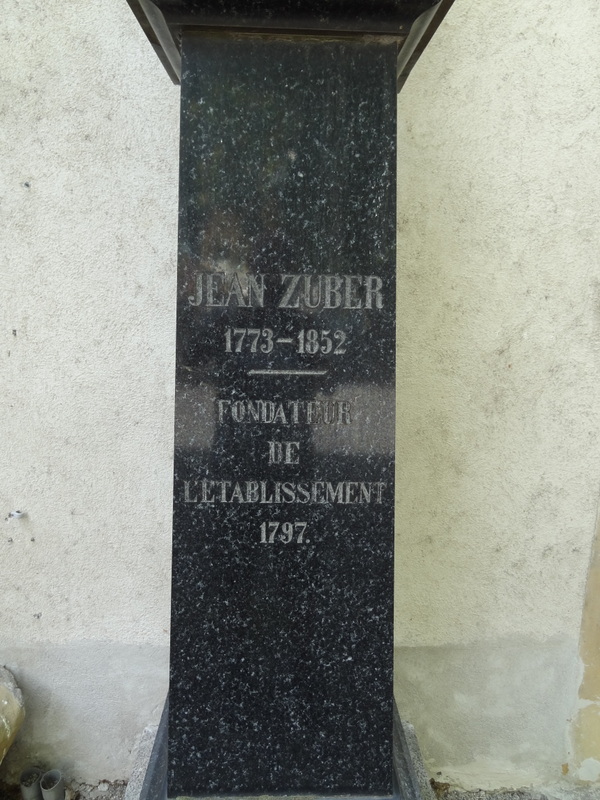 JEAN ZUBER
1773-1852
FONDATEUR
DE
L'ETABLISSEMENT
1797.